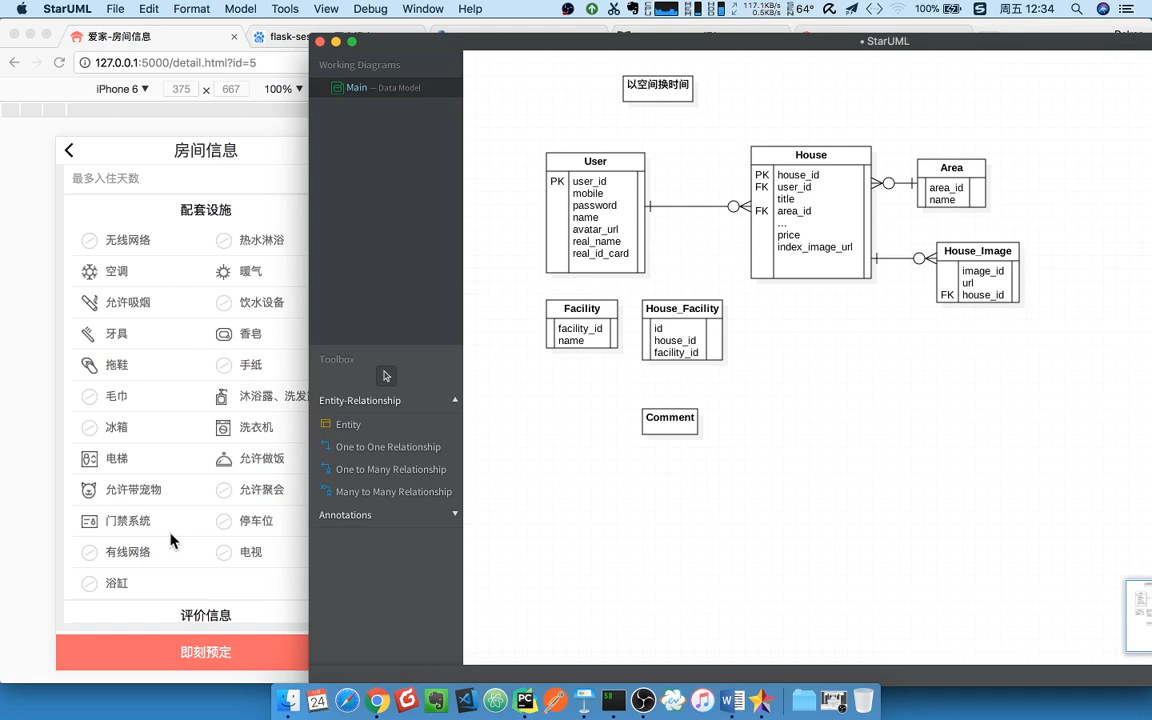 StarUML File Edit Format Model Tools View Debug Window Help 117.1KB/s 0.5KB/s 64° 100% 周五 12:34
爱家-房间信息
flask-ses
127.0.0.1:5000/detail.html?id=5
iPhone 6 ▼ 375 × 667 100% ▼
房间信息
最多入住天数
配套设施
无线网络 热水淋浴
空调 暖气
允许吸烟 饮水设备
牙具 香皂
拖鞋 手纸
毛巾 沐浴露、洗发
冰箱 洗衣机
电梯 允许做饭
允许带宠物 允许聚会
门禁系统 停车位
有线网络 电视
浴缸
评价信息
即刻预定
• StarUML
Working Diagrams
Main — Data Model
Toolbox
Entity-Relationship
Entity
One to One Relationship
One to Many Relationship
Many to Many Relationship
Annotations
以空间换时间
User
PK user_id
mobile
password
name
avatar_url
real_name
real_id_card
House
PK house_id
FK user_id
title
FK area_id
...
price
index_image_url
Area
area_id
name
House_Image
image_id
url
FK house_id
Facility
facility_id
name
House_Facility
id
house_id
facility_id
Comment
24
PC